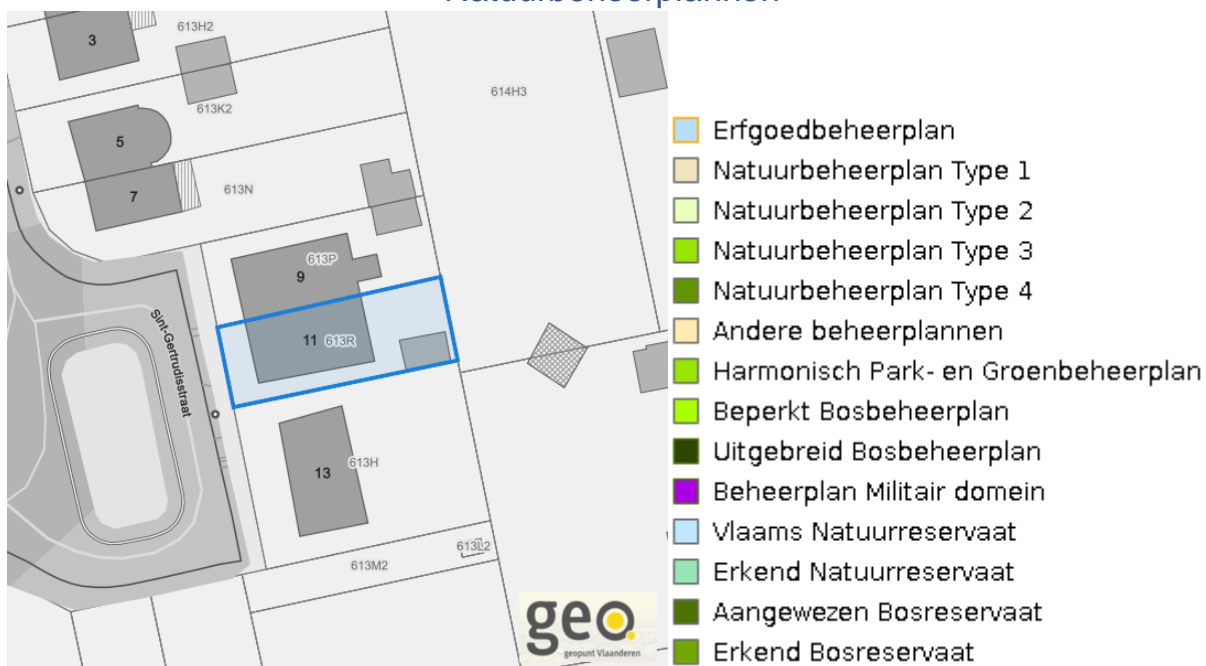 Natuurbeheerplannen
3
613H2
613K2
614H3
5
7
613N
613P
9
11
613R
Sint-Gertrudisstraat
13
613H
613L2
613M2
geo
geopunt Vlaanderen
Erfgoedbeheerplan
Natuurbeheerplan Type 1
Natuurbeheerplan Type 2
Natuurbeheerplan Type 3
Natuurbeheerplan Type 4
Andere beheerplannen
Harmonisch Park- en Groenbeheerplan
Beperkt Bosbeheerplan
Uitgebreid Bosbeheerplan
Beheerplan Militair domein
Vlaams Natuurreservaat
Erkend Natuurreservaat
Aangewezen Bosreservaat
Erkend Bosreservaat